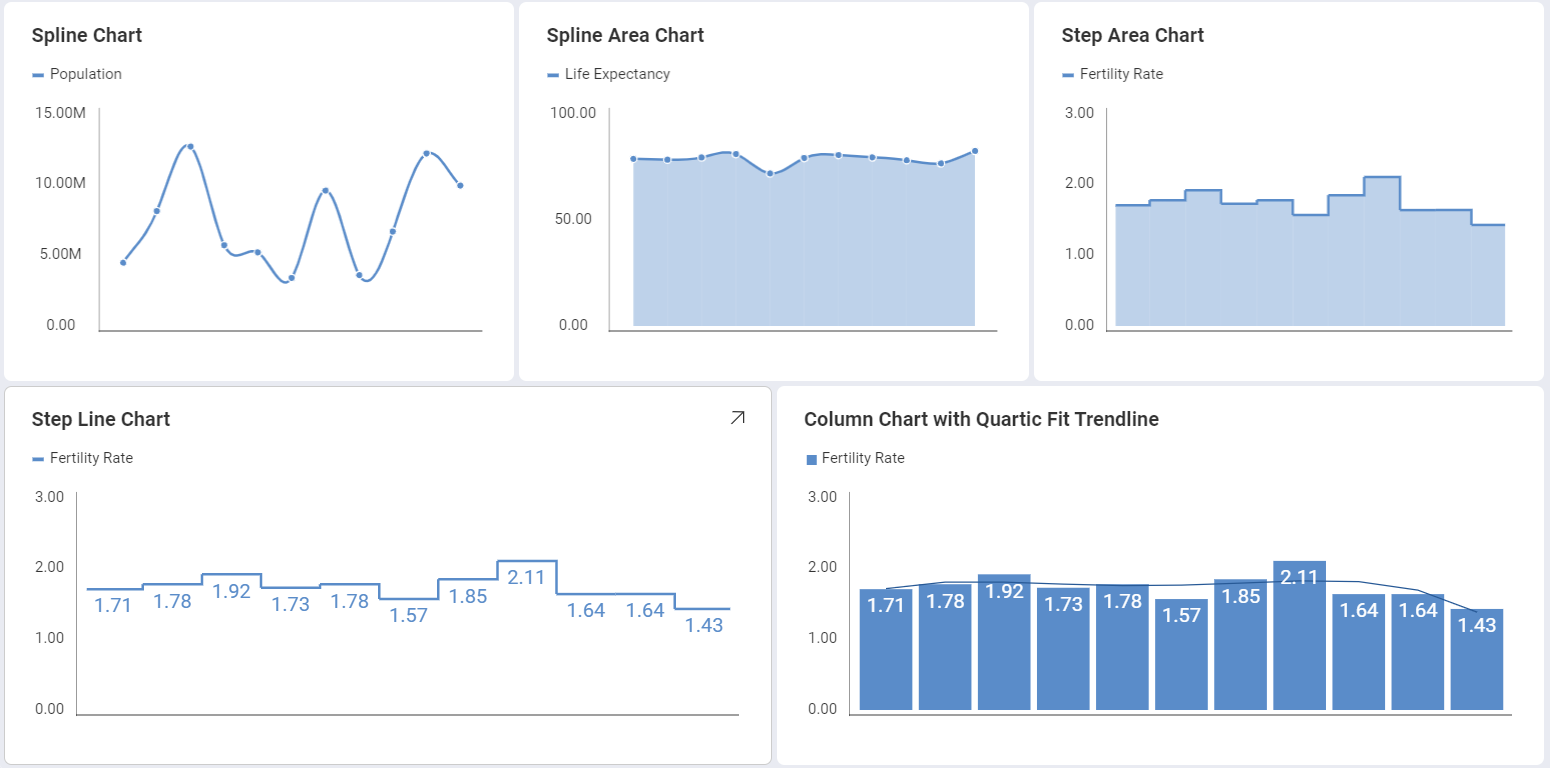 Spline Chart
Population
15.00M
10.00M
5.00M
0.00
Spline Area Chart
Life Expectancy
100.00
50.00
0.00
Step Area Chart
Fertility Rate
3.00
2.00
1.00
0.00
Step Line Chart
Fertility Rate
3.00
2.00
1.00
0.00
1.71
1.78
1.92
1.73
1.78
1.57
1.85
2.11
1.64
1.64
1.43
Column Chart with Quartic Fit Trendline
Fertility Rate
3.00
2.00
1.00
0.00
1.71
1.78
1.92
1.73
1.78
1.57
1.85
2.11
1.64
1.64
1.43